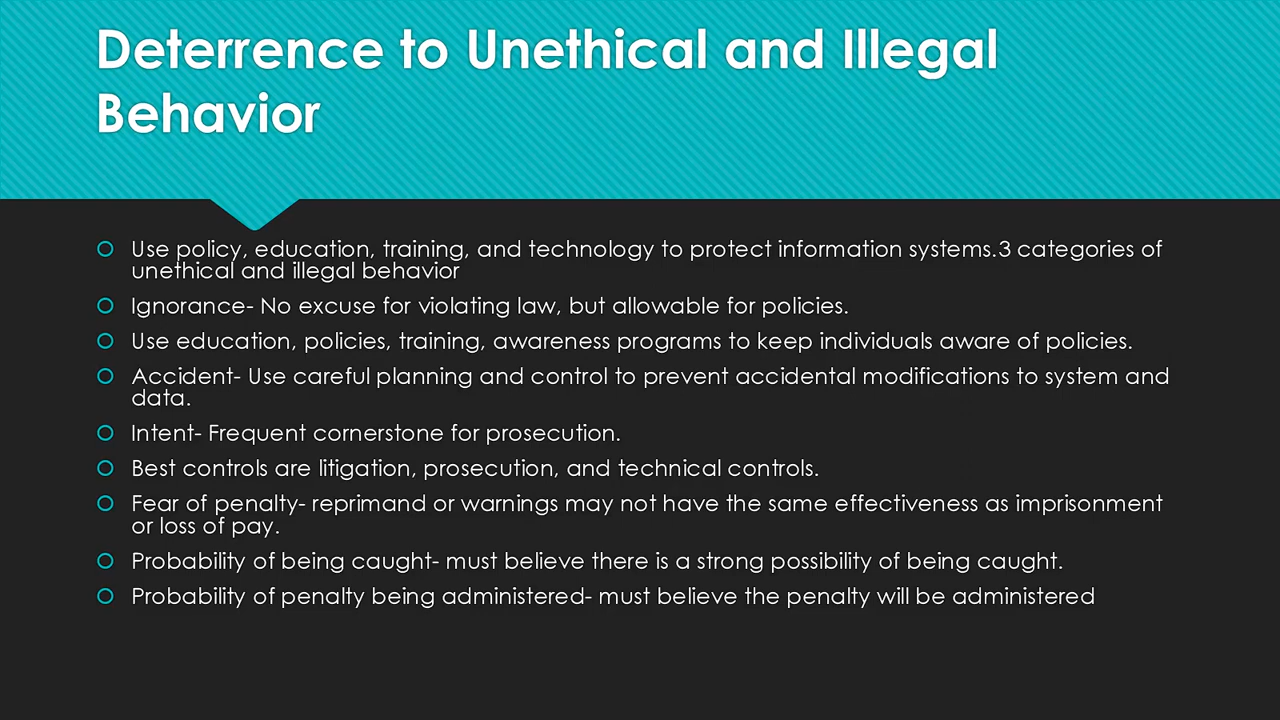 Deterrence to Unethical and Illegal
Behavior
Use policy, education, training, and technology to protect information systems.3 categories of
unethical and illegal behavior
Ignorance- No excuse for violating law, but allowable for policies.
Use education, policies, training, awareness programs to keep individuals aware of policies.
Accident- Use careful planning and control to prevent accidental modifications to system and
data.
Intent- Frequent cornerstone for prosecution.
Best controls are litigation, prosecution, and technical controls.
Fear of penalty- reprimand or warnings may not have the same effectiveness as imprisonment
or loss of pay.
Probability of being caught- must believe there is a strong possibility of being caught.
Probability of penalty being administered- must believe the penalty will be administered